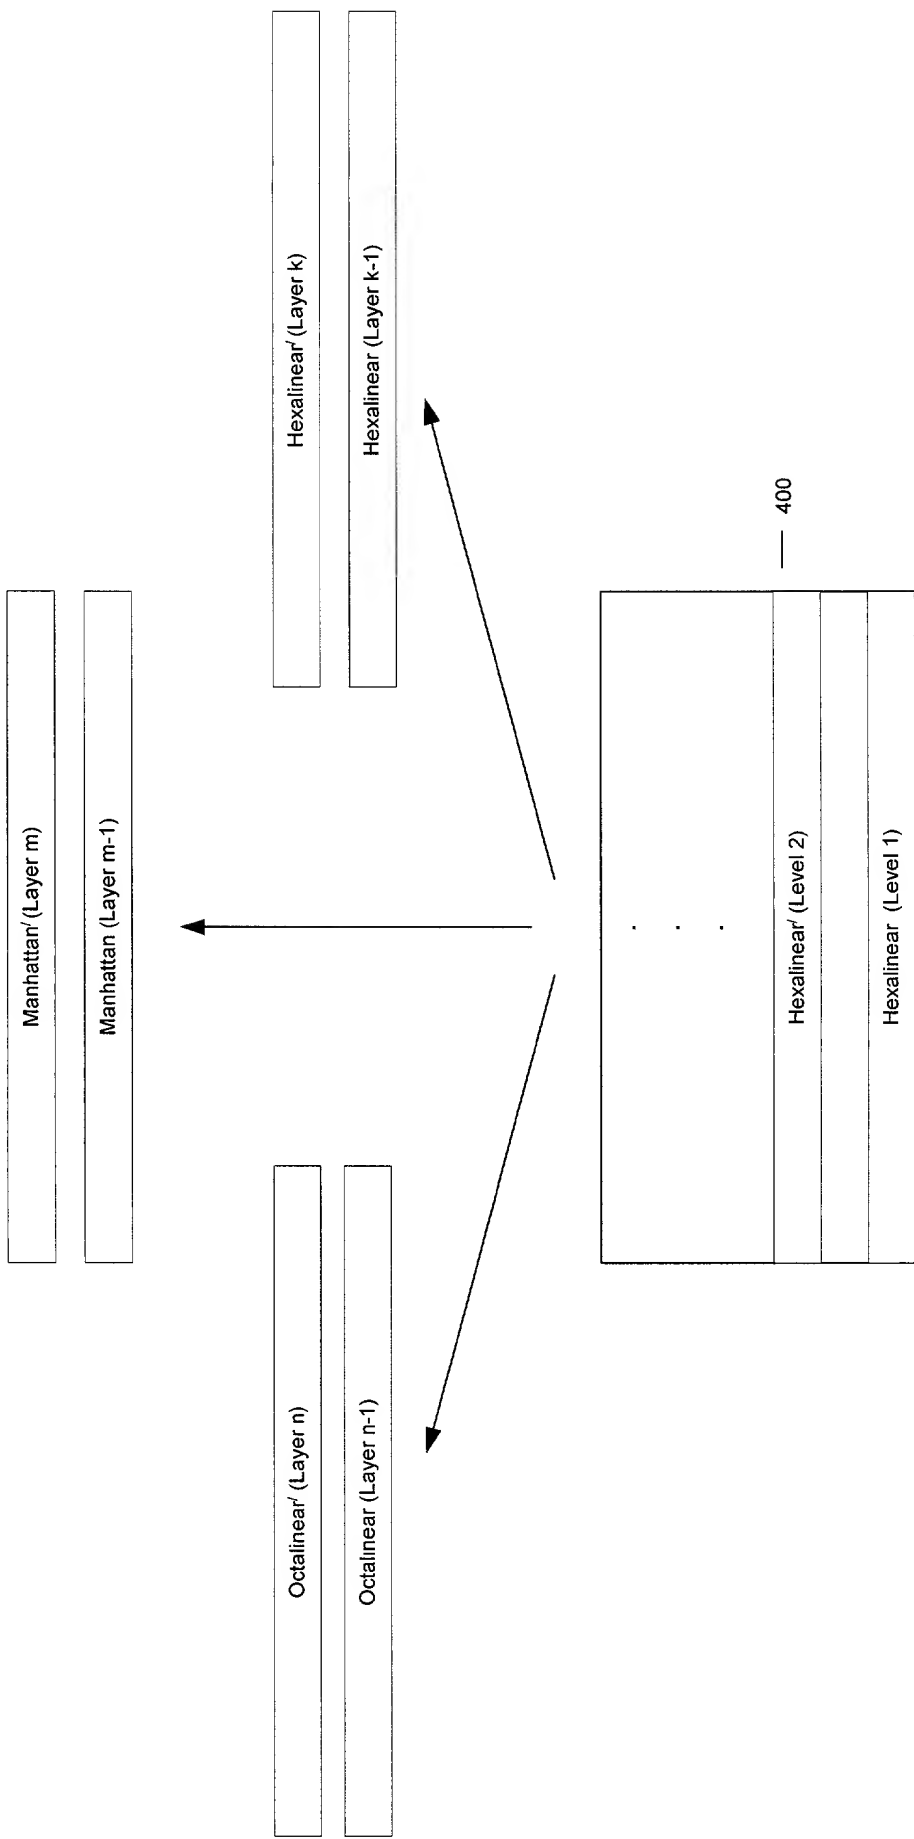 Manhattan′ (Layer m)
Manhattan (Layer m-1)
Octalinear′ (Layer n)
Octalinear (Layer n-1)
Hexalinear′ (Layer k)
Hexalinear (Layer k-1)
. . .
Hexalinear′ (Level 2)
Hexalinear (Level 1)
400